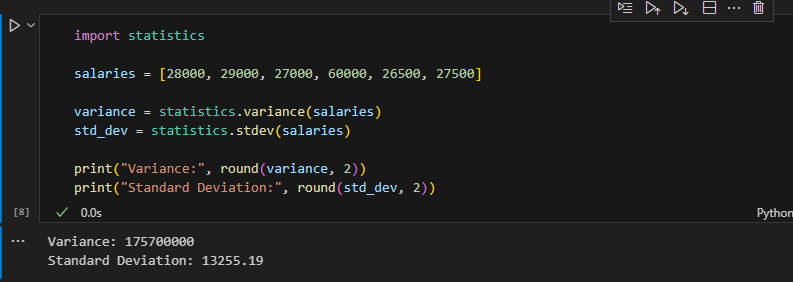 import statistics
salaries = [28000, 29000, 27000, 60000, 26500, 27500]
variance = statistics.variance(salaries)
std_dev = statistics.stdev(salaries)
print("Variance:", round(variance, 2))
print("Standard Deviation:", round(std_dev, 2))
[8]
0.0s
Python
Variance: 175700000
Standard Deviation: 13255.19